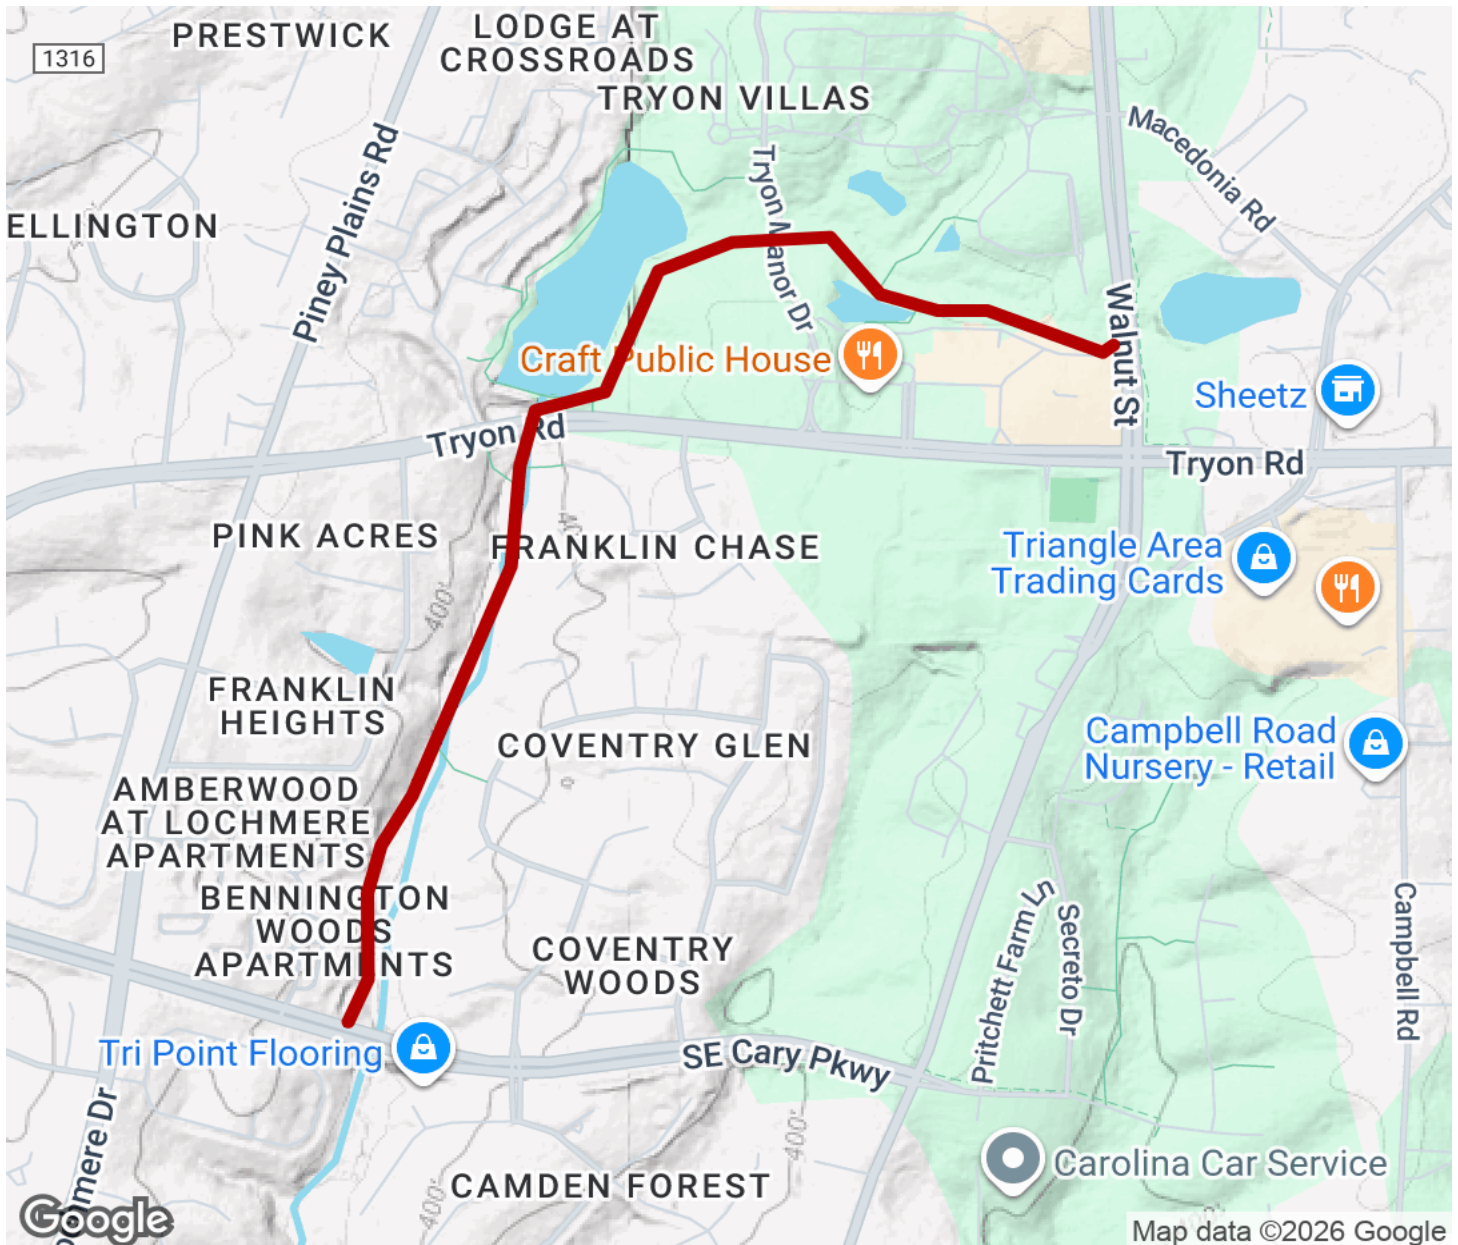 PRESTWICK
LODGE AT
CROSSROADS
1316
TRYON VILLAS
Macedonia Rd
Piney Plains Rd
Tryon Manor Dr
ELLINGTON
Walnut St
Craft Public House
Sheetz
Tryon Rd
Tryon Rd
PINK ACRES
FRANKLIN CHASE
400'
Triangle Area
Trading Cards
FRANKLIN
HEIGHTS
COVENTRY GLEN
Campbell Road
Nursery - Retail
AMBERWOOD
AT LOCHMERE
APARTMENTS
BENNINGTON
WOODS
APARTMENTS
COVENTRY
WOODS
Pritchett Farm Ln
Secreto Dr
Campbell Rd
Tri Point Flooring
SE Cary Pkwy
400'
Carolina Car Service
CAMDEN FOREST
400'
Google
Map data ©2026 Google